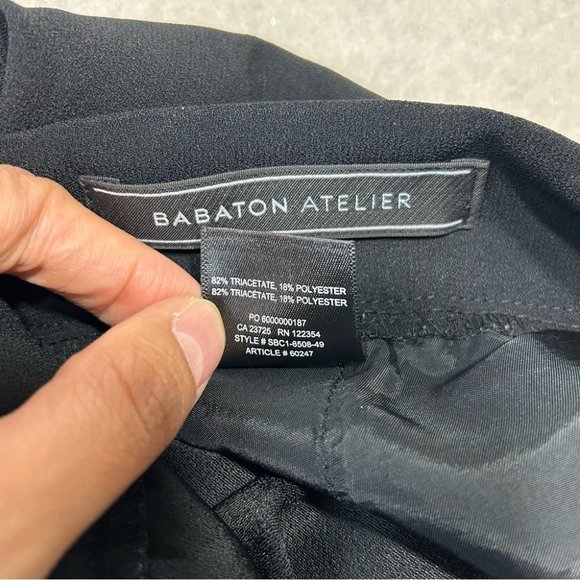 BABATON ATELIER
82% TRIACETATE, 18% POLYESTER
82% TRIACÉTATE, 18% POLYESTER
PO 6000000187
CA 23725 RN 122354
STYLE # SBC1-6508-49
ARTICLE # 60247